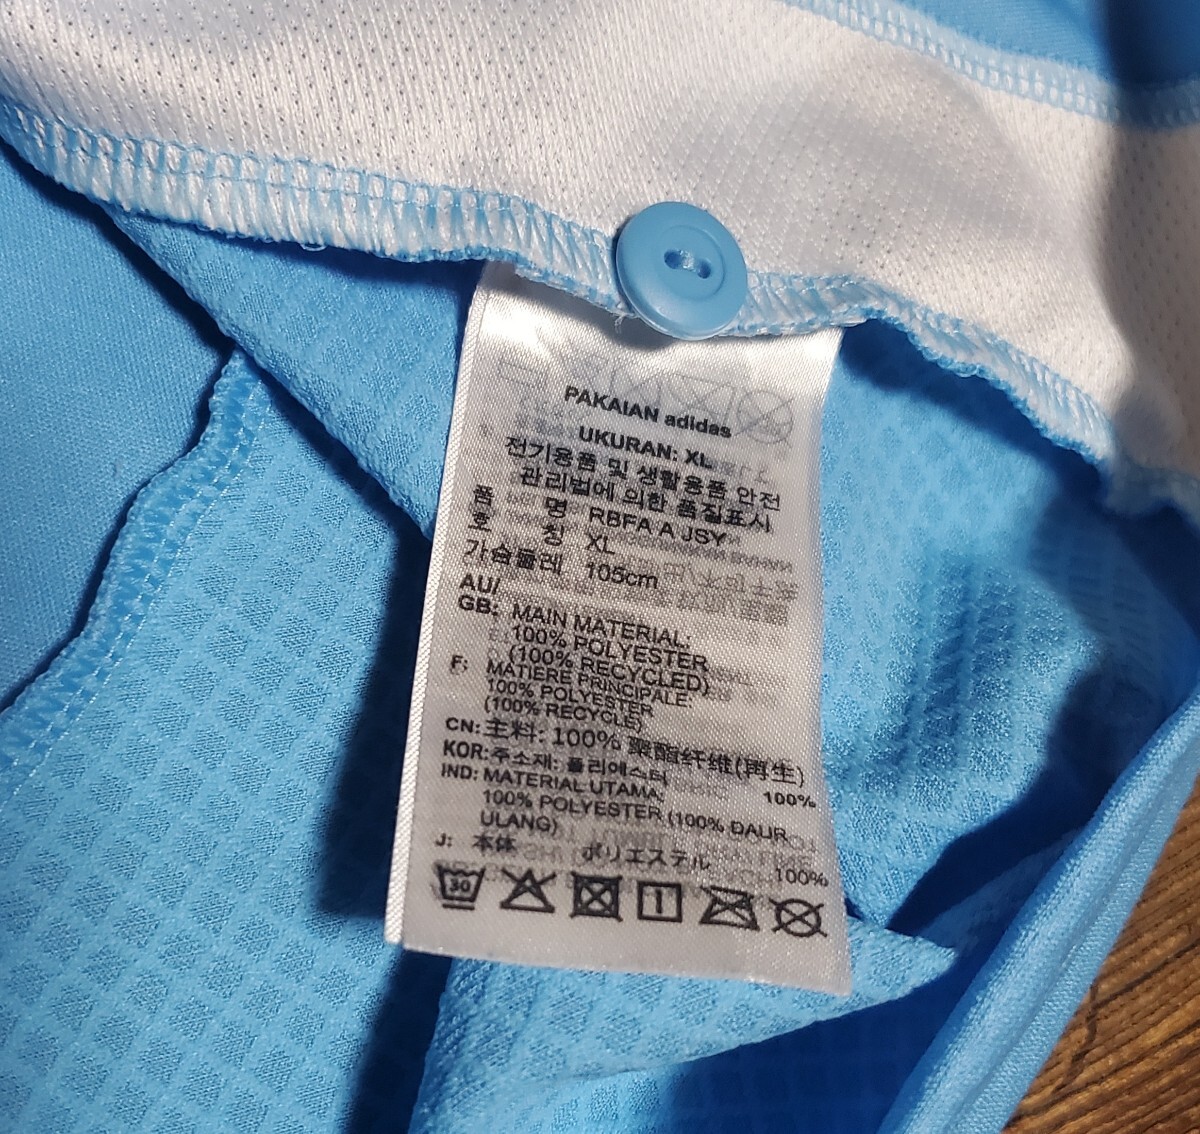 PAKAIAN adidas
UKURAN: XL
전기용품 및 생활용품 안전
관리법에 의한 품질표시
품 명 RBFA A JSY
호 칭 XL
가슴둘레 105cm
AU/
GB: MAIN MATERIAL:
100% POLYESTER
(100% RECYCLED)
F: MATIERE PRINCIPALE:
100% POLYESTER
(100% RECYCLE)
CN: 主料: 100% 聚酯纤维(再生)
KOR: 주소재: 폴리에스터 100%
IND: MATERIAL UTAMA:
100% POLYESTER (100% DAUR
ULANG)
J: 本体 ポリエステル 100%
30